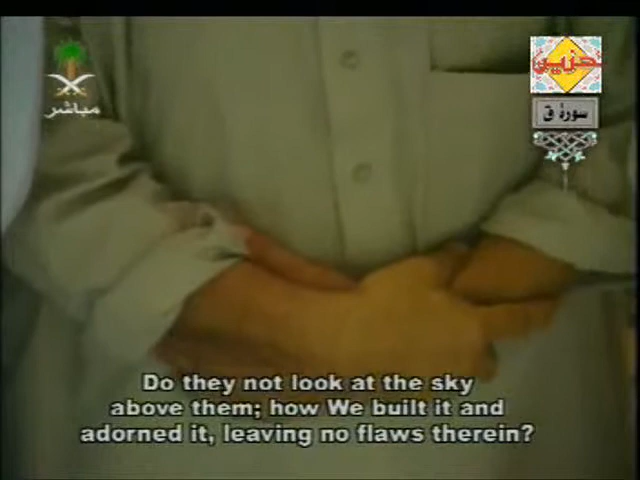 مباشر
حزين
سورة ق
Do they not look at the sky
above them; how We built it and
adorned it, leaving no flaws therein?